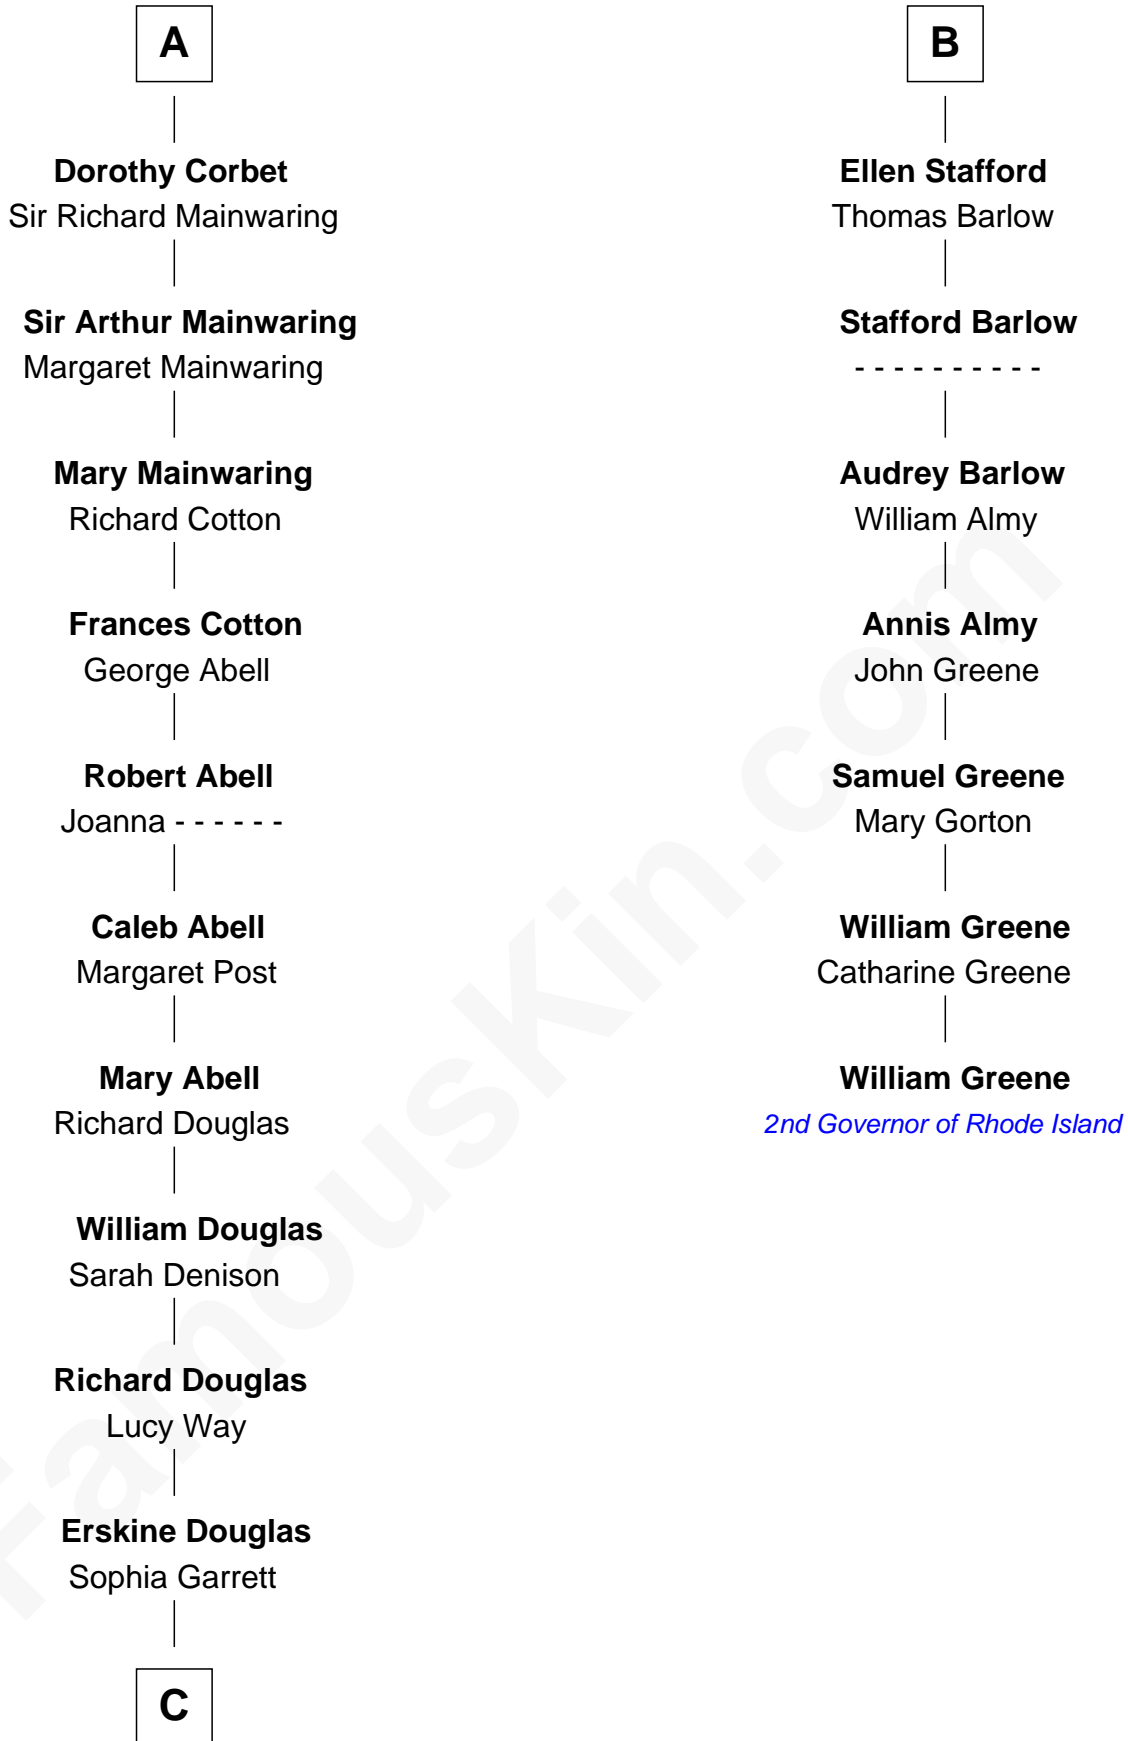 A
Dorothy Corbet
Sir Richard Mainwaring
Sir Arthur Mainwaring
Margaret Mainwaring
Mary Mainwaring
Richard Cotton
Frances Cotton
George Abell
Robert Abell
Joanna - - - - - -
Caleb Abell
Margaret Post
Mary Abell
Richard Douglas
William Douglas
Sarah Denison
Richard Douglas
Lucy Way
Erskine Douglas
Sophia Garrett
C
B
Ellen Stafford
Thomas Barlow
Stafford Barlow
- - - - - - - - - -
Audrey Barlow
William Almy
Annis Almy
John Greene
Samuel Greene
Mary Gorton
William Greene
Catharine Greene
William Greene
2nd Governor of Rhode Island
FamousKin.com